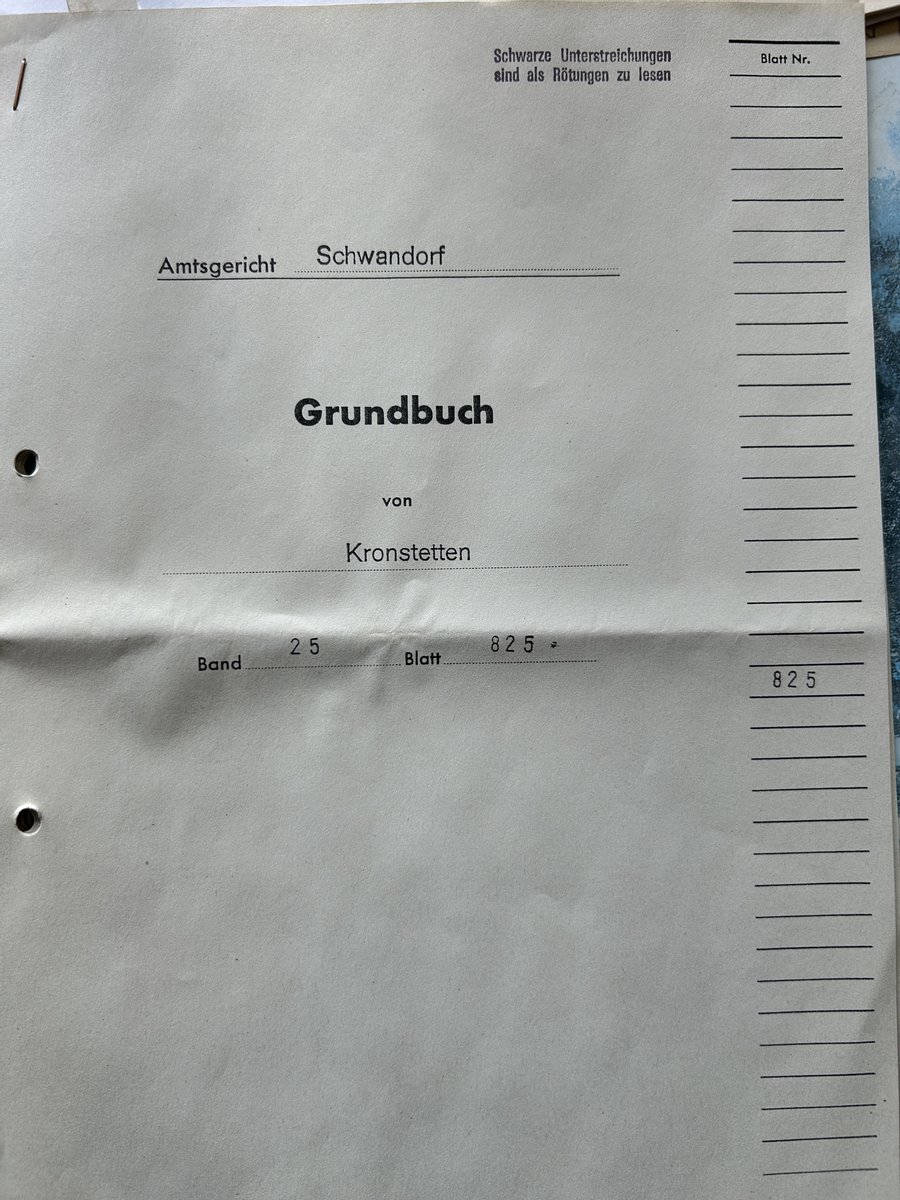 Schwarze Unterstreichungen
sind als Rötungen zu lesen
Blatt Nr.
Amtsgericht Schwandorf
Grundbuch
von
Kronstetten
Band 25 Blatt 825
825